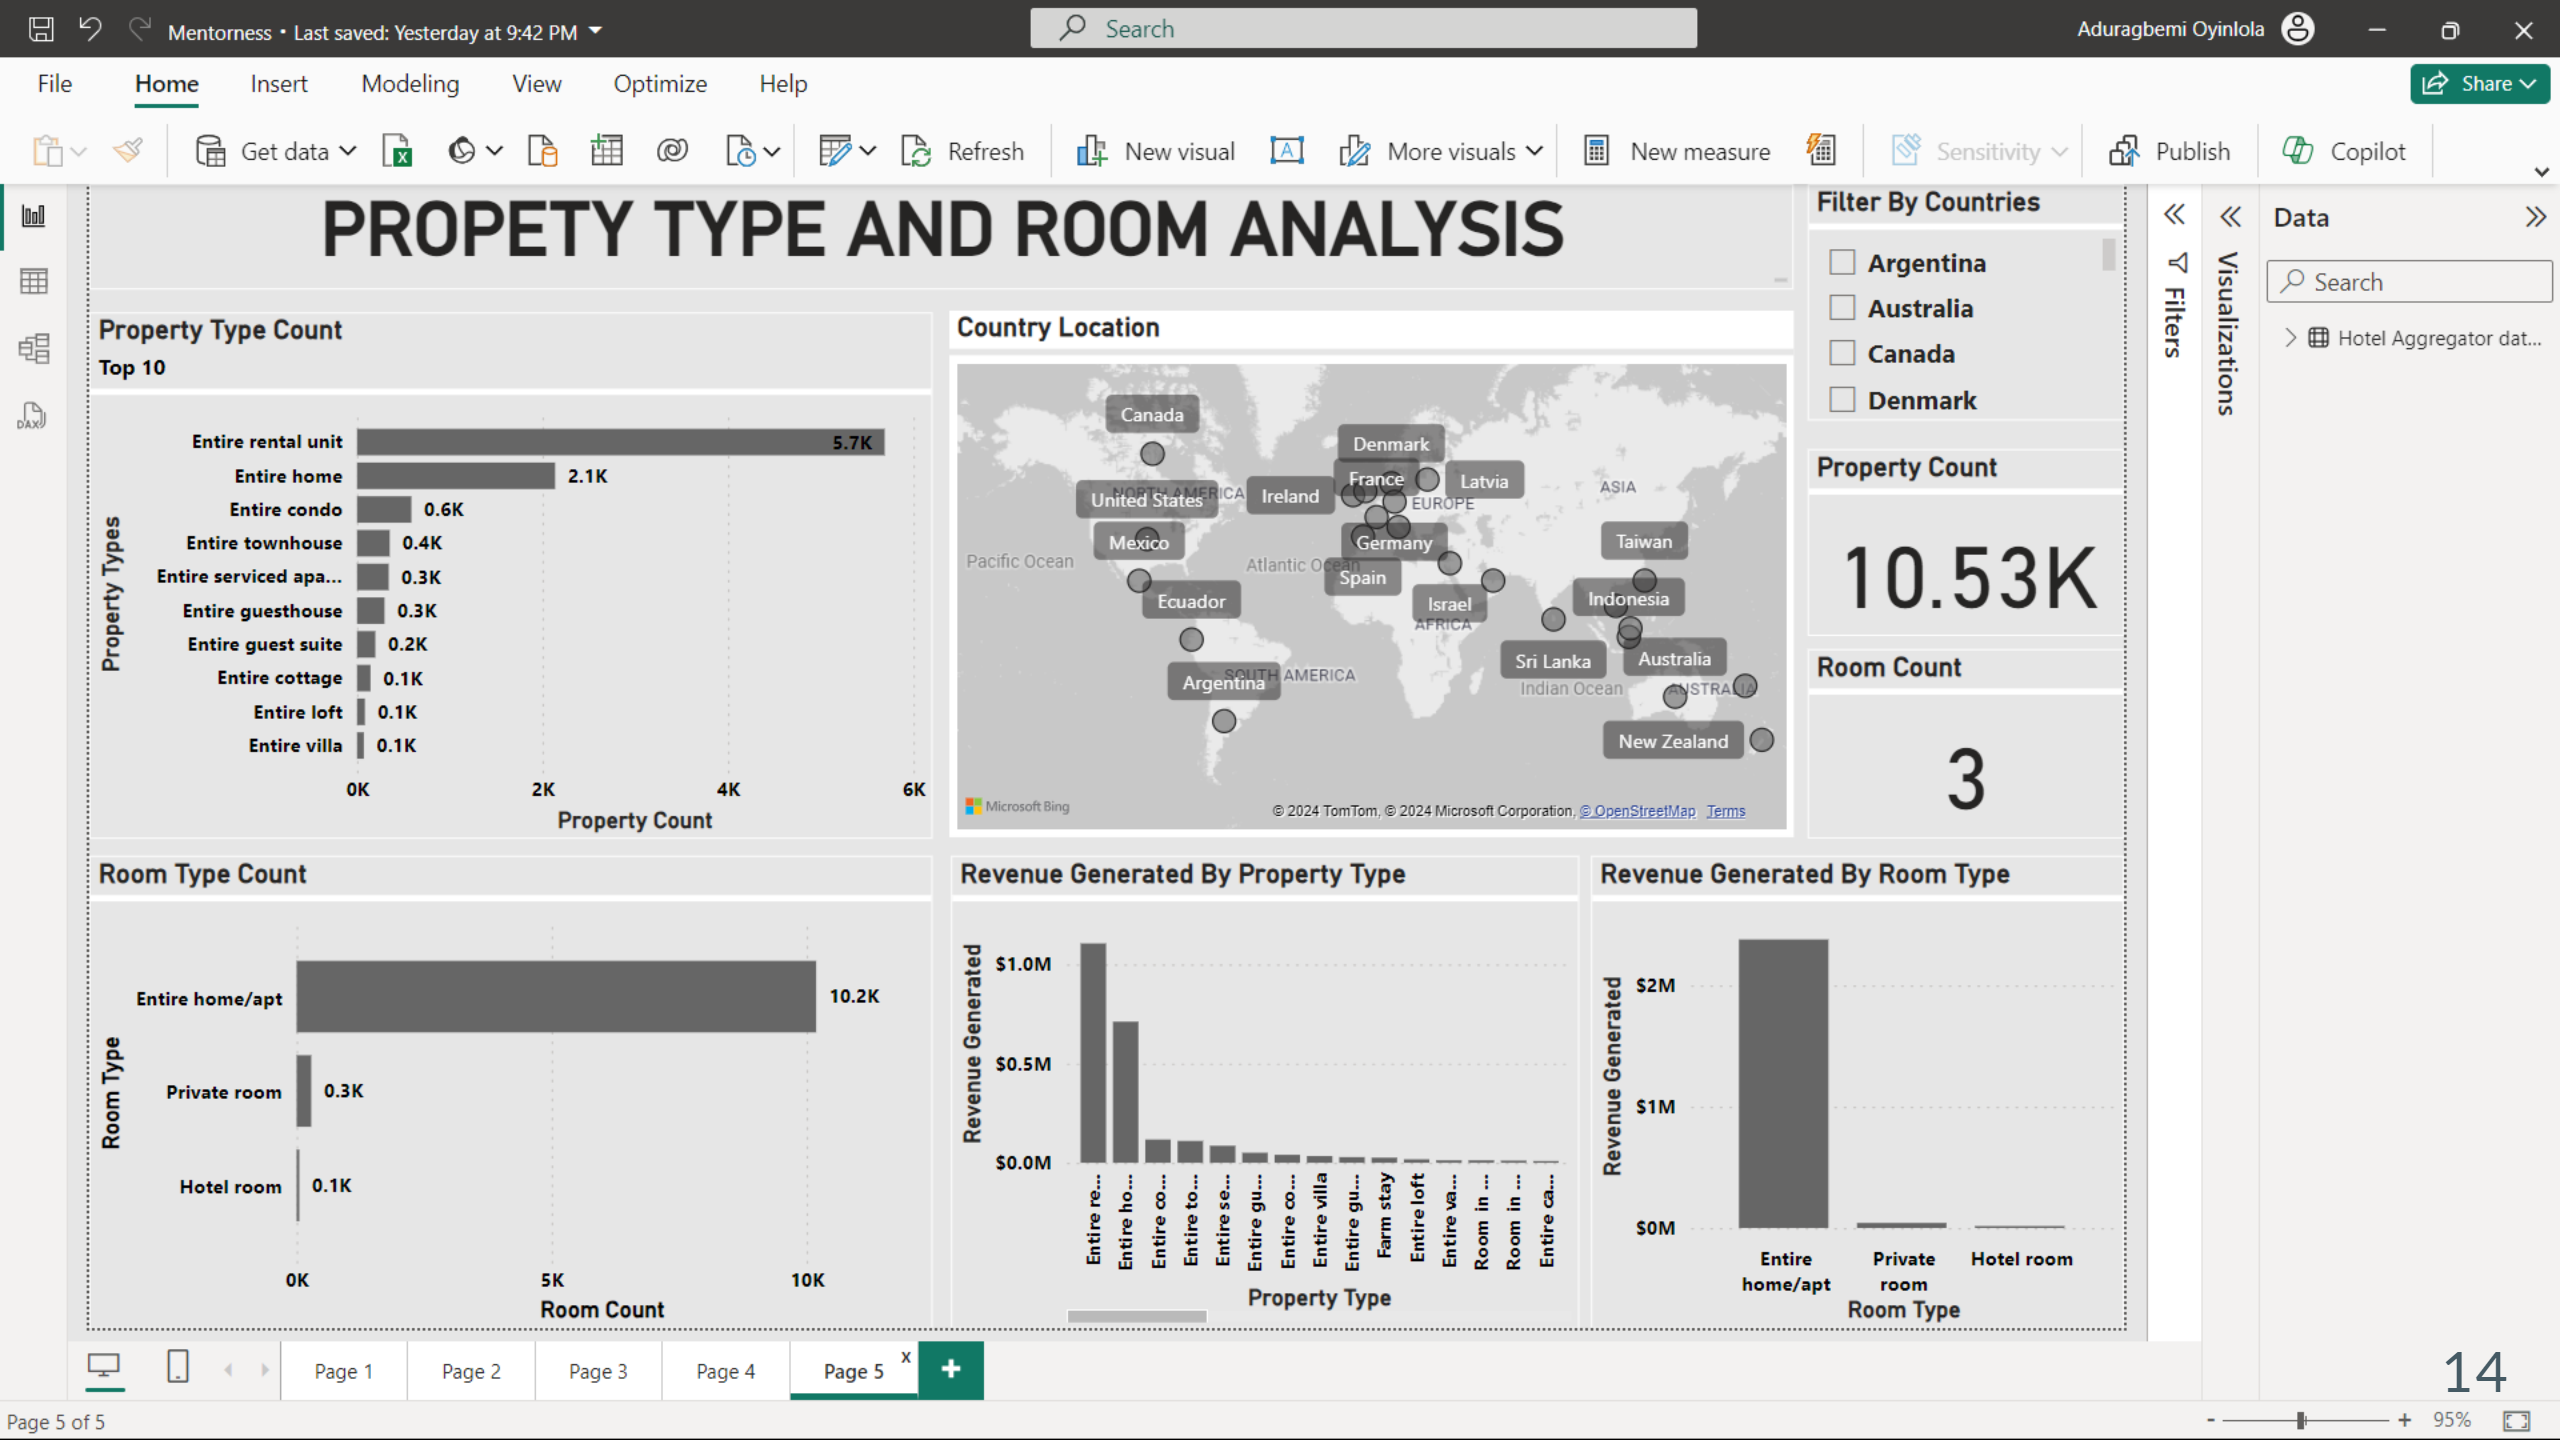 Mentorness • Last saved: Yesterday at 9:42 PM
Search
Aduragbemi Oyinlola
File
Home
Insert
Modeling
View
Optimize
Help
Share
Get data
Refresh
New visual
More visuals
New measure
Sensitivity
Publish
Copilot
DAX
PROPETY TYPE AND ROOM ANALYSIS
Filter By Countries
Argentina
Australia
Canada
Denmark
Filters
Visualizations
Data
Search
Hotel Aggregator dat...
Property Type Count
Top 10
Property Types
Entire rental unit 5.7K
Entire home 2.1K
Entire condo 0.6K
Entire townhouse 0.4K
Entire serviced apa... 0.3K
Entire guesthouse 0.3K
Entire guest suite 0.2K
Entire cottage 0.1K
Entire loft 0.1K
Entire villa 0.1K
0K 2K 4K 6K
Property Count
Country Location
Canada
Denmark
France
Latvia
ASIA
NORTH AMERICA
United States
Ireland
EUROPE
Mexico
Germany
Taiwan
Pacific Ocean
Atlantic Ocean
Spain
Ecuador
Israel
Indonesia
AFRICA
Sri Lanka
Australia
SOUTH AMERICA
Argentina
Indian Ocean
AUSTRALIA
New Zealand
Microsoft Bing
© 2024 TomTom, © 2024 Microsoft Corporation, © OpenStreetMap Terms
Property Count
10.53K
Room Count
3
Room Type Count
Room Type
Entire home/apt 10.2K
Private room 0.3K
Hotel room 0.1K
0K 5K 10K
Room Count
Revenue Generated By Property Type
Revenue Generated
$1.0M
$0.5M
$0.0M
Entire re...
Entire ho...
Entire co...
Entire to...
Entire se...
Entire gu...
Entire co...
Entire villa
Entire gu...
Farm stay
Entire loft
Entire va...
Room in ...
Room in ...
Entire ca...
Property Type
Revenue Generated By Room Type
Revenue Generated
$2M
$1M
$0M
Entire
home/apt
Private
room
Hotel room
Room Type
Page 1
Page 2
Page 3
Page 4
Page 5
x
+
14
Page 5 of 5
- + 95%